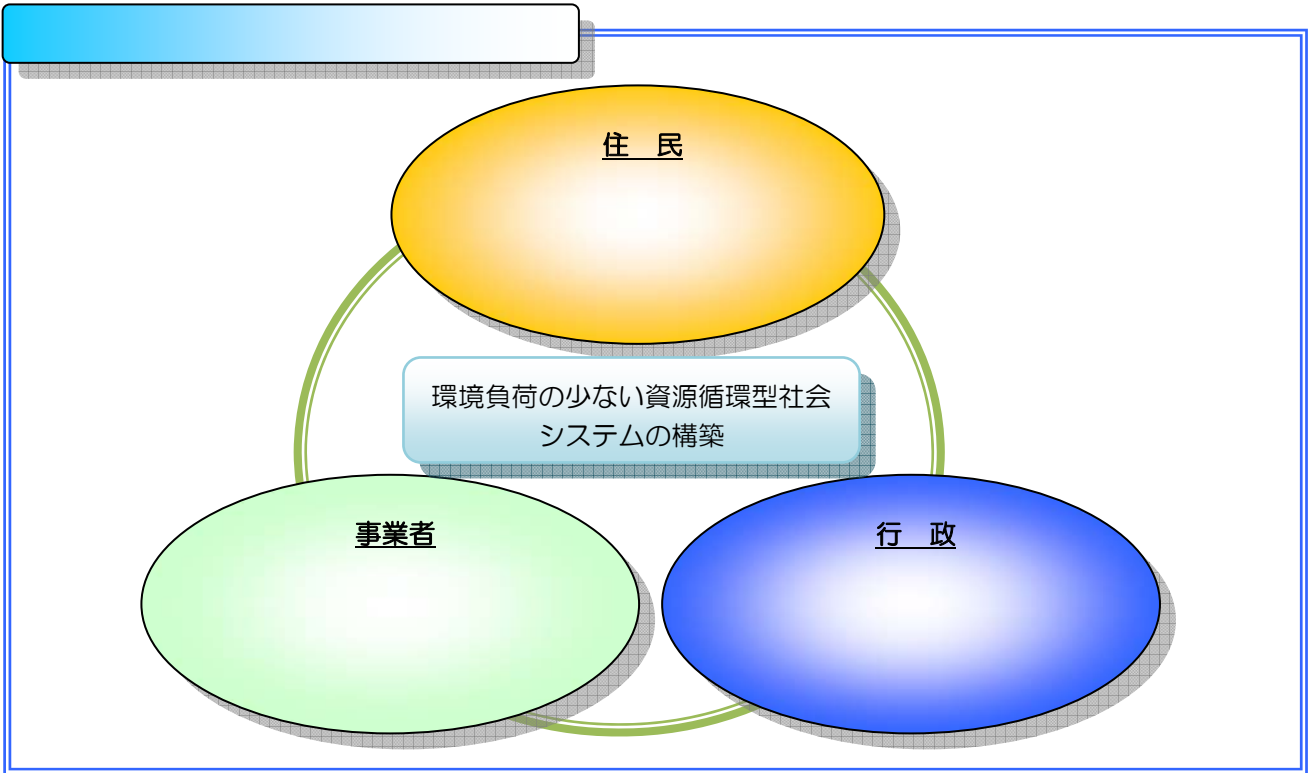 住　民
環境負荷の少ない資源循環型社会
システムの構築
事業者
行　政